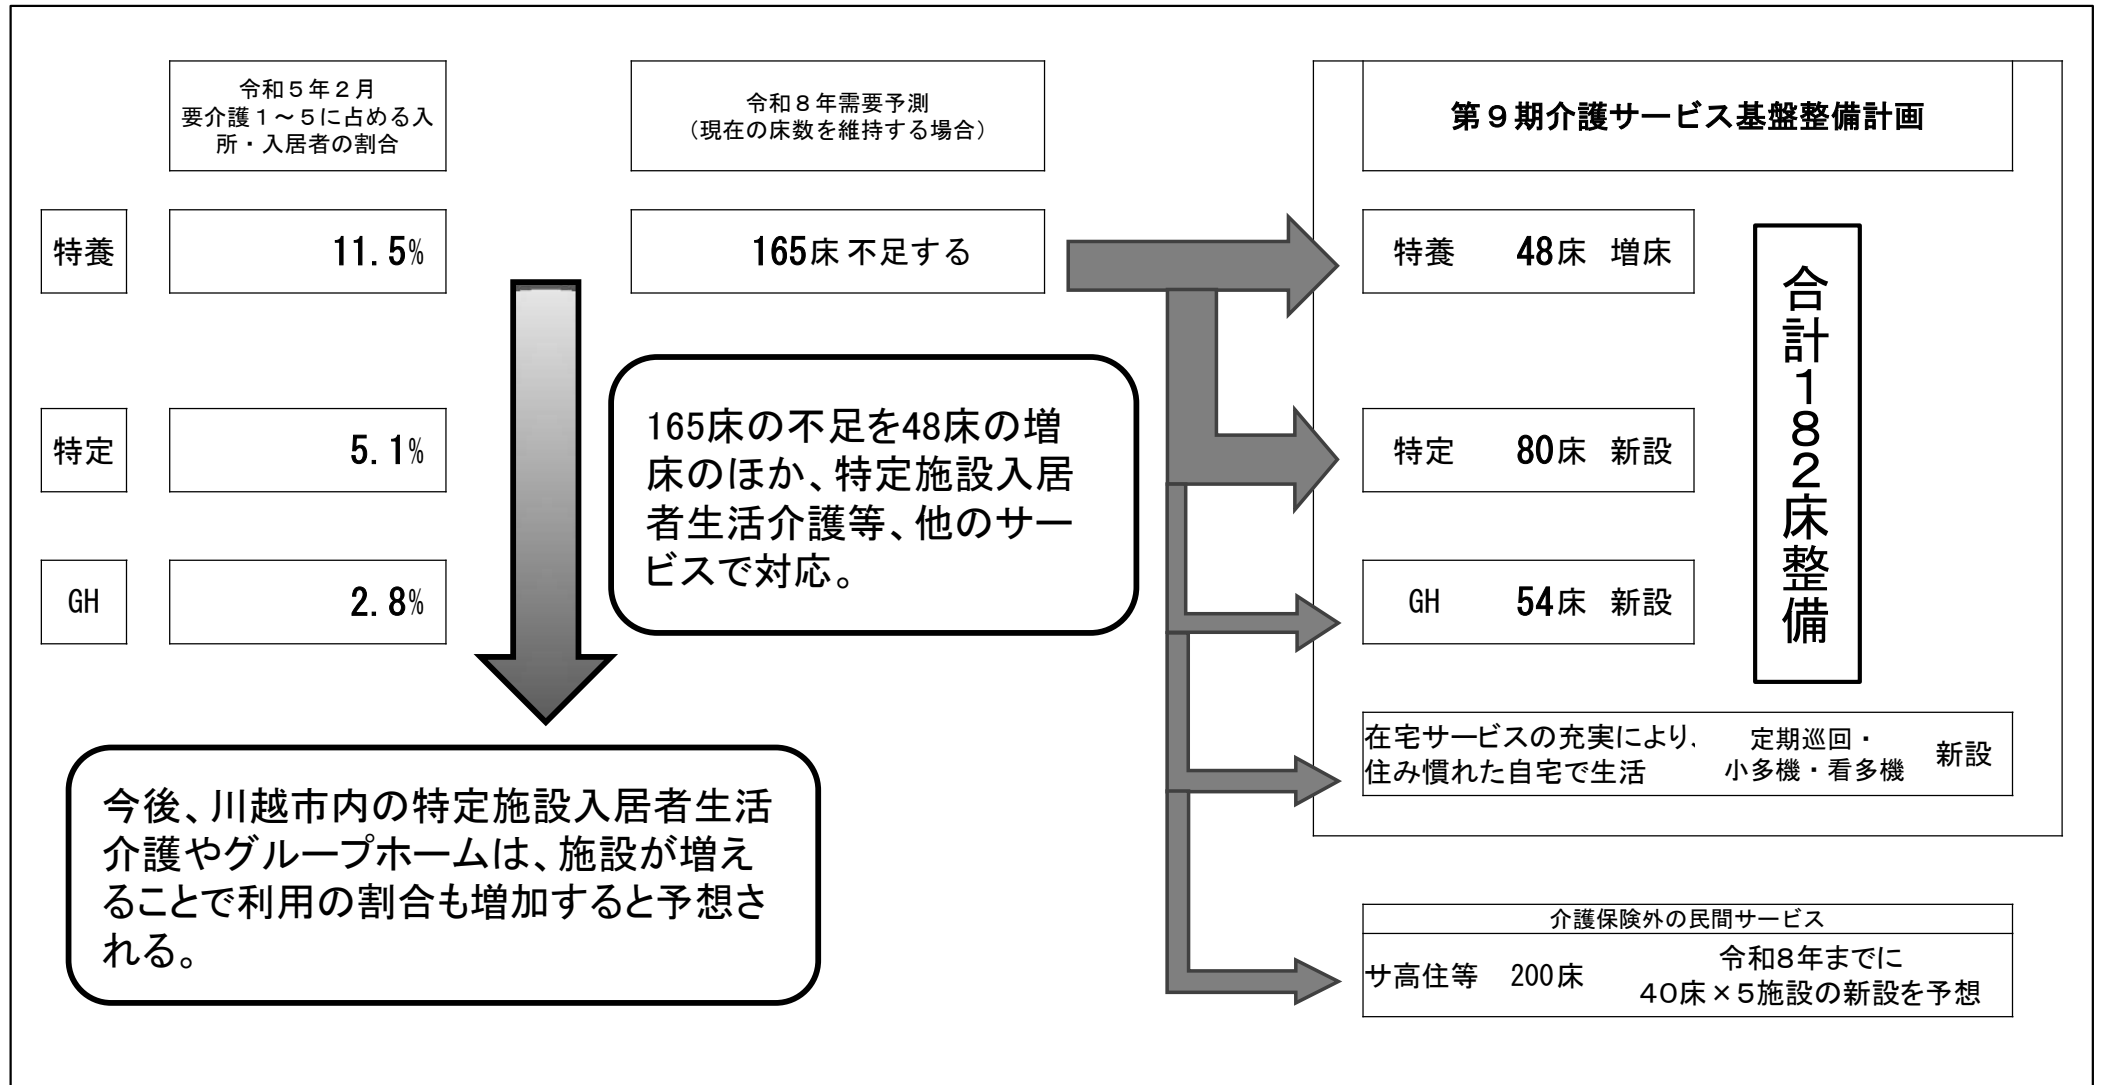 令和５年２月
要介護１～５に占める入
所・入居者の割合
令和８年需要予測
（現在の床数を維持する場合）
第９期介護サービス基盤整備計画
特養
11.5%
165床 不足する
特養 48床 増床
特定
5.1%
特定 80床 新設
GH
2.8%
GH 54床 新設
合計１８２床整備
165床の不足を48床の増
床のほか、特定施設入居
者生活介護等、他のサー
ビスで対応。
在宅サービスの充実により、
住み慣れた自宅で生活
定期巡回・
小多機・看多機
新設
今後、川越市内の特定施設入居者生活
介護やグループホームは、施設が増え
ることで利用の割合も増加すると予想さ
れる。
介護保険外の民間サービス
サ高住等 200床
令和８年までに
４０床×５施設の新設を予想